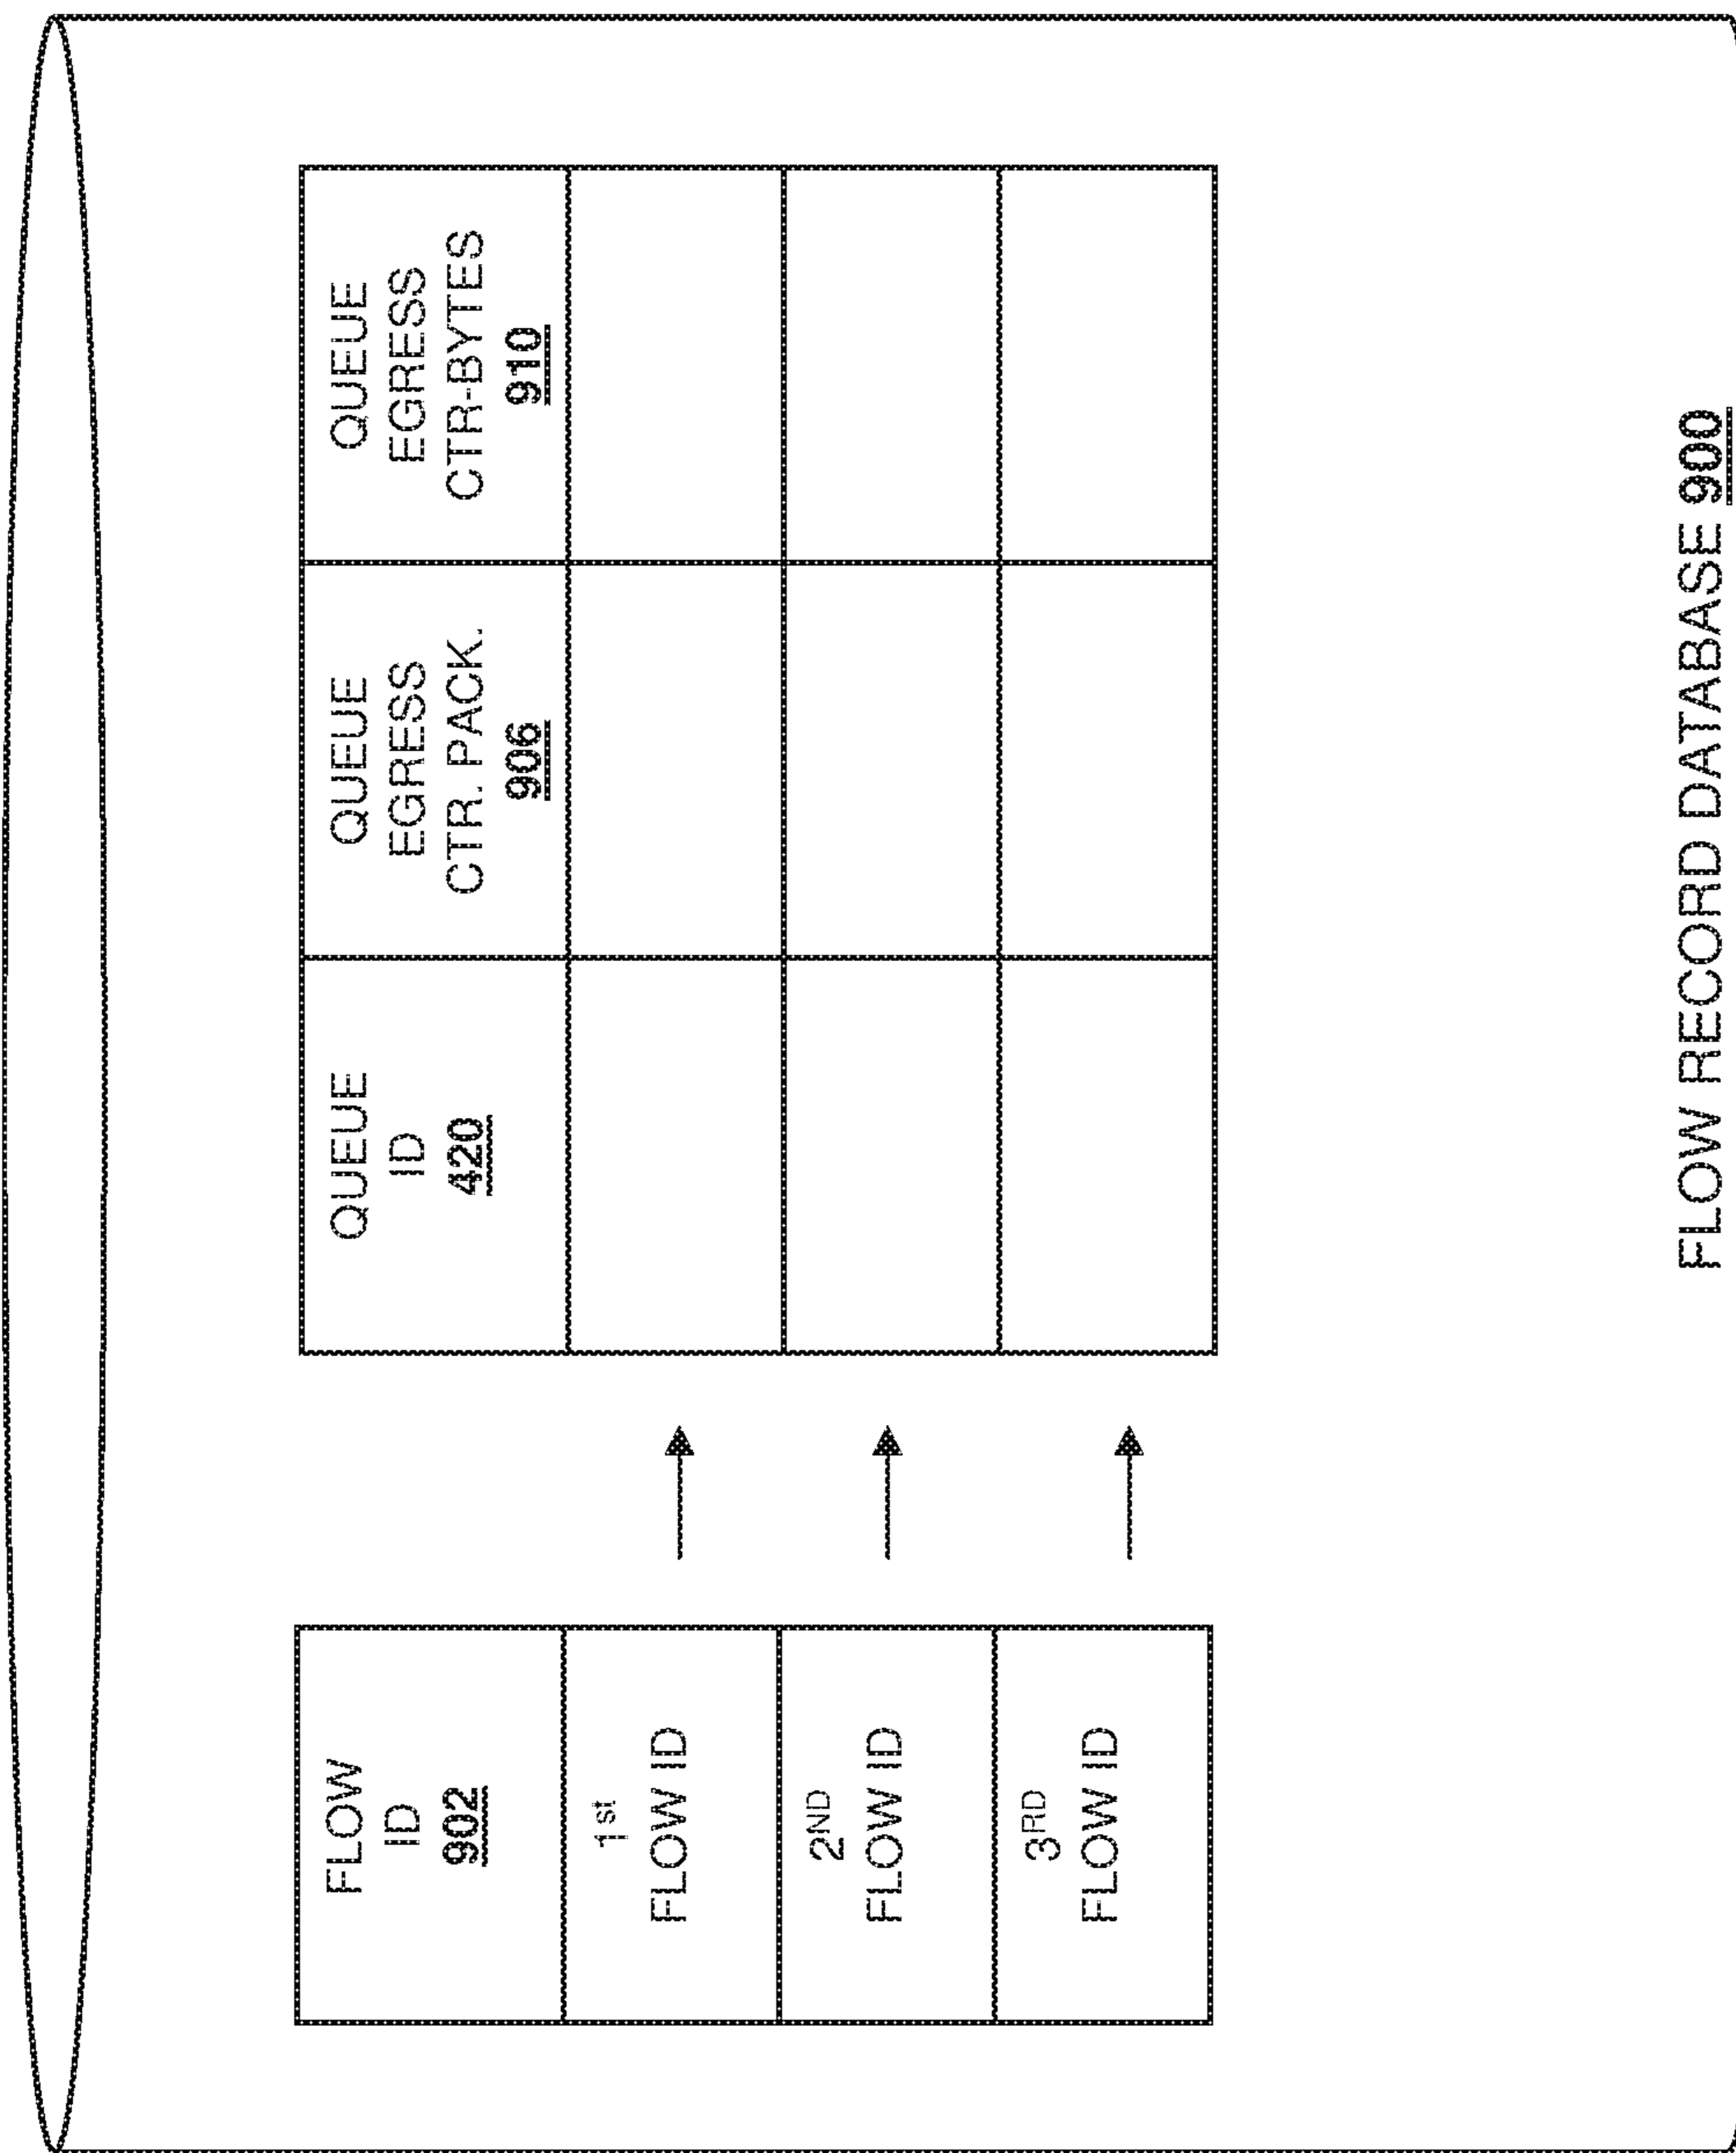 FLOW
ID
902
1st
FLOW ID
2ND
FLOW ID
3RD
FLOW ID
QUEUE
ID
420
QUEUE
EGRESS
CTR. PACK.
906
QUEUE
EGRESS
CTR-BYTES
910
FLOW RECORD DATABASE 900